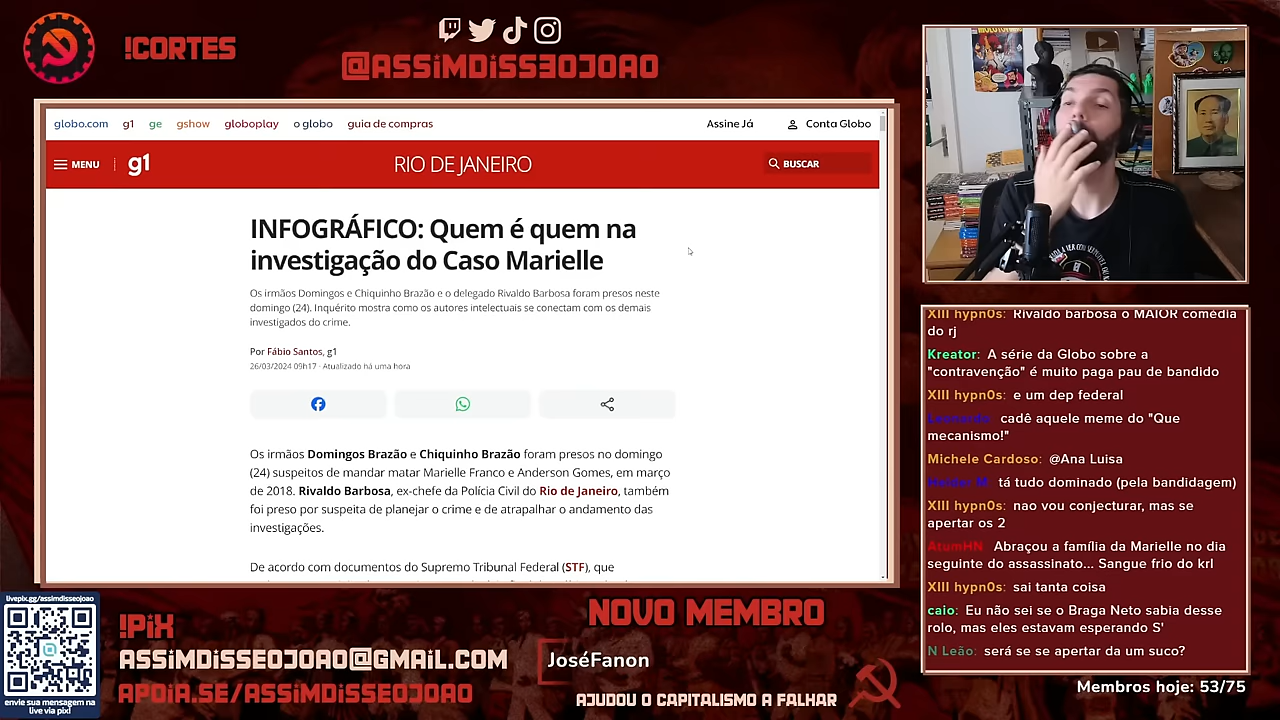 !CORTES
@ASSIMDISSEOJOAO
globo.com g1 ge gshow globoplay o globo guia de compras Assine Já Conta Globo
MENU g1 RIO DE JANEIRO BUSCAR
INFOGRÁFICO: Quem é quem na
investigação do Caso Marielle
Os irmãos Domingos e Chiquinho Brazão e o delegado Rivaldo Barbosa foram presos neste
domingo (24). Inquérito mostra como os autores intelectuais se conectam com os demais
investigados do crime.
Por Fábio Santos, g1
26/03/2024 09h17 · Atualizado há uma hora
Os irmãos Domingos Brazão e Chiquinho Brazão foram presos no domingo
(24) suspeitos de mandar matar Marielle Franco e Anderson Gomes, em março
de 2018. Rivaldo Barbosa, ex-chefe da Polícia Civil do Rio de Janeiro, também
foi preso por suspeita de planejar o crime e de atrapalhar o andamento das
investigações.
De acordo com documentos do Supremo Tribunal Federal (STF), que
XIII hypn0s: Rivaldo barbosa o MAIOR comédia
do rj
Kreator: A série da Globo sobre a
"contravenção" é muito paga pau de bandido
XIII hypn0s: e um dep federal
cadê aquele meme do "Que
mecanismo!"
Michele Cardoso: @Ana Luisa
tá tudo dominado (pela bandidagem)
XIII hypn0s: nao vou conjecturar, mas se
apertar os 2
AtumHN Abraçou a família da Marielle no dia
seguinte do assassinato... Sangue frio do krl
XIII hypn0s: sai tanta coisa
caio: Eu não sei se o Braga Neto sabia desse
rolo, mas eles estavam esperando S'
N Leão: será se se apertar da um suco?
Membros hoje: 53/75
livepix.gg/assimdisseojoao
envie sua mensagem na
live via pix!
!PIX
ASSIMDISSEOJOAO@GMAIL.COM
APOIA.SE/ASSIMDISSEOJOAO
NOVO MEMBRO
JoséFanon
AJUDOU O CAPITALISMO A FALHAR